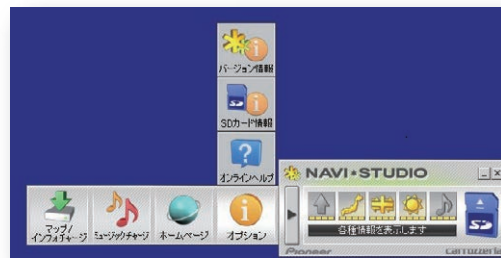 バージョン情報
SDカード情報
オンラインヘルプ
マップ/
インフォチャージ
ミュージックチャージ
ホームページ
オプション
NAVI*STUDIO
各種情報を表示します
SD
Pioneer
carrozzeria